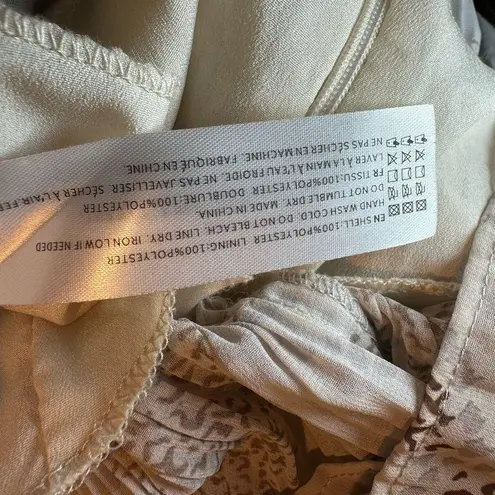 EN SHELL:100%POLYESTER LINING:100%POLYESTER
HAND WASH COLD. DO NOT BLEACH, LINE DRY. IRON LOW IF NEEDED
DO NOT TUMBLE DRY. MADE IN CHINA.
FR TISSU:100%POLYESTER DOUBLURE:100%POLYESTER
LAVER À LA MAIN À L'EAU FROIDE. NE PAS JAVELLISER. SÉCHER À L'AIR FER
NE PAS SÉCHER EN MACHINE. FABRIQUÉ EN CHINE.